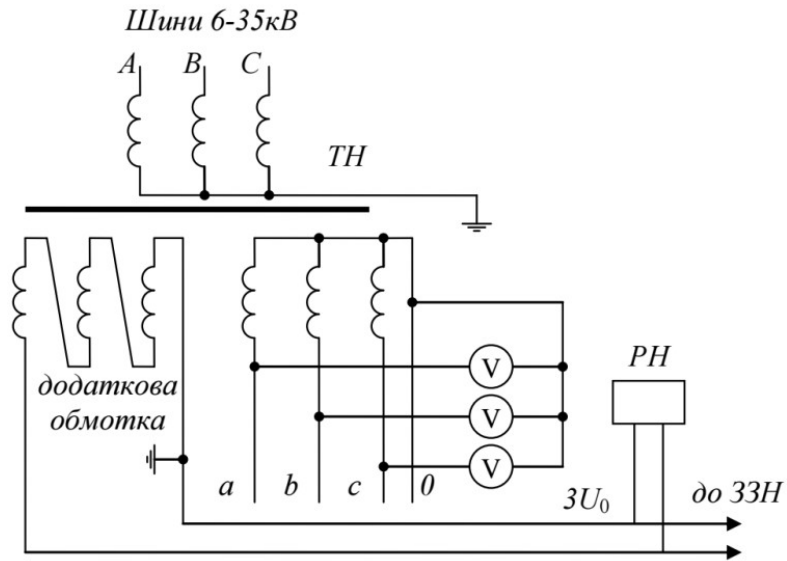 Шини 6-35кВ
A B C
ТН
додаткова
обмотка
V
V
V
РН
a b c 0
3U₀
до ЗЗН